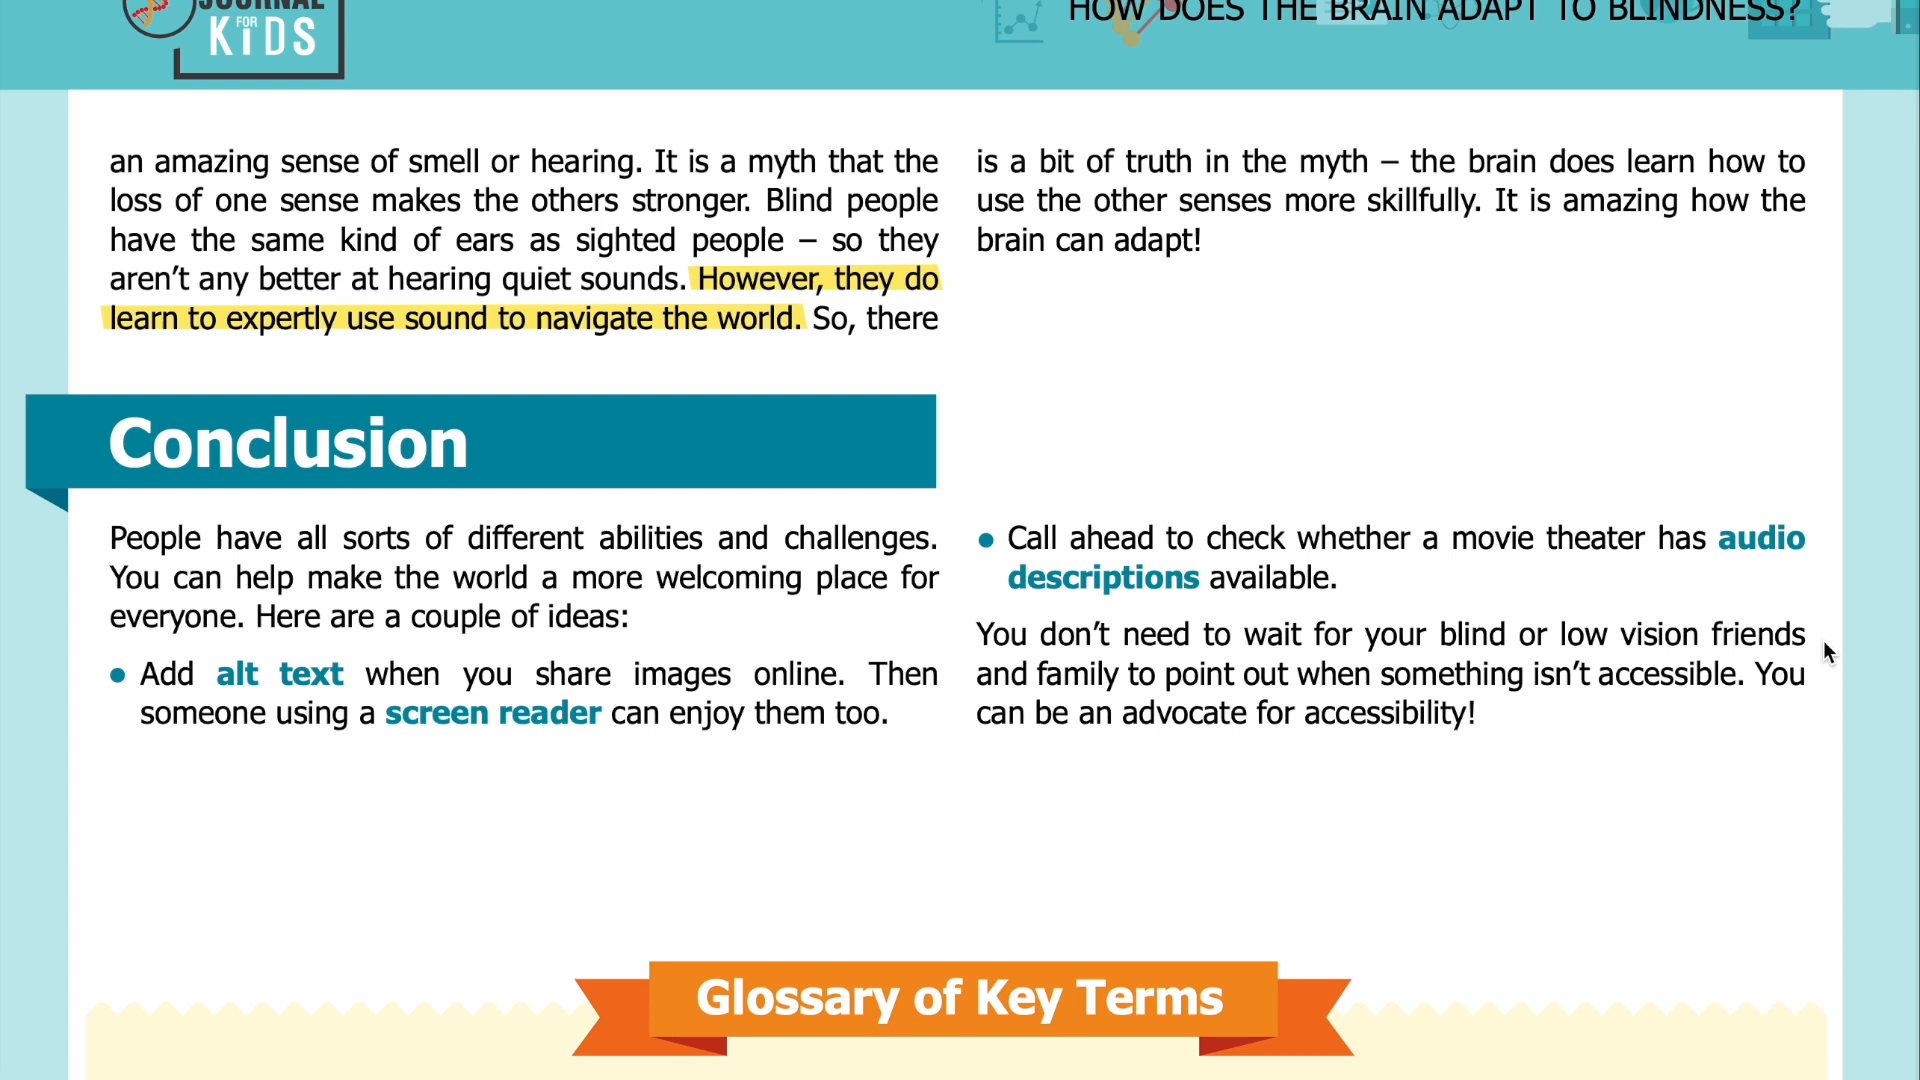 JOURNAL
FOR
KiDS
HOW DOES THE BRAIN ADAPT TO BLINDNESS?
an amazing sense of smell or hearing. It is a myth that the
loss of one sense makes the others stronger. Blind people
have the same kind of ears as sighted people – so they
aren’t any better at hearing quiet sounds. However, they do
learn to expertly use sound to navigate the world. So, there
is a bit of truth in the myth – the brain does learn how to
use the other senses more skillfully. It is amazing how the
brain can adapt!
Conclusion
People have all sorts of different abilities and challenges.
You can help make the world a more welcoming place for
everyone. Here are a couple of ideas:
● Add alt text when you share images online. Then
someone using a screen reader can enjoy them too.
● Call ahead to check whether a movie theater has audio
descriptions available.
You don’t need to wait for your blind or low vision friends
and family to point out when something isn’t accessible. You
can be an advocate for accessibility!
Glossary of Key Terms